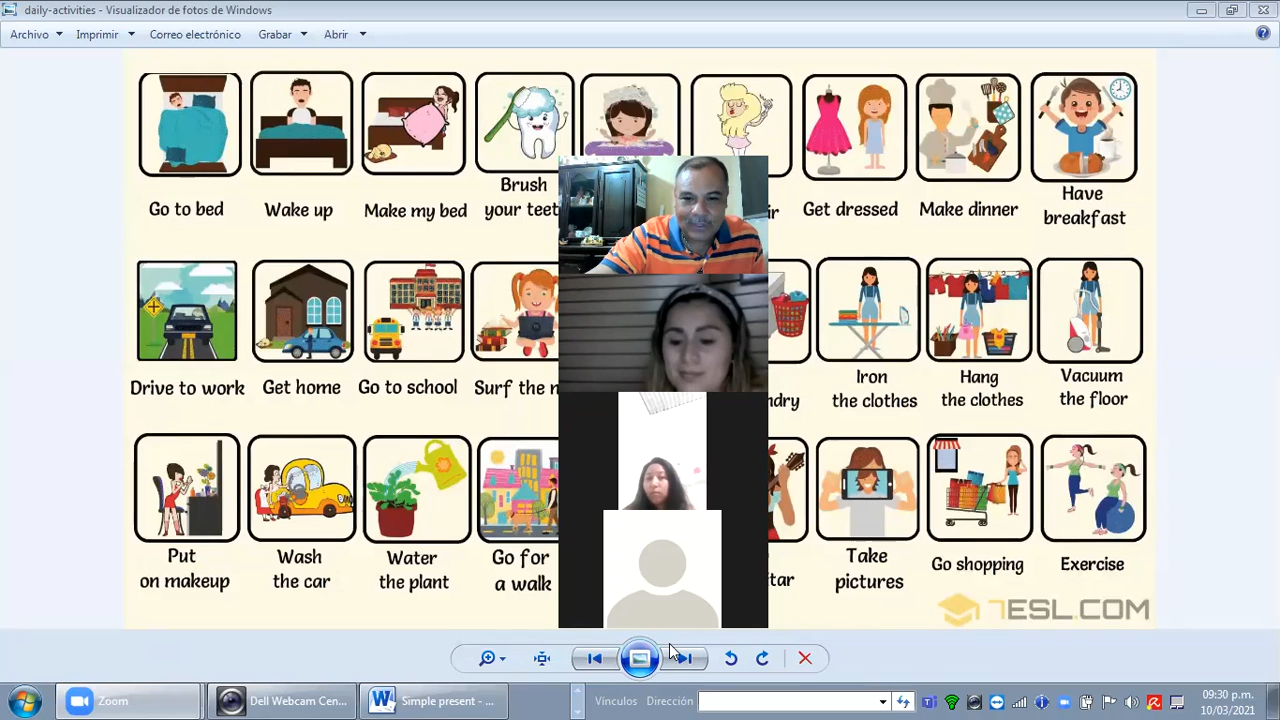 daily-activities - Visualizador de fotos de Windows
Archivo Imprimir Correo electrónico Grabar Abrir
Go to bed
Wake up
Make my bed
Brush
your teet
ir
Get dressed
Make dinner
Have
breakfast
Drive to work
Get home
Go to school
Surf the n
ndry
Iron
the clothes
Hang
the clothes
Vacuum
the floor
Put
on makeup
Wash
the car
Water
the plant
Go for
a walk
itar
Take
pictures
Go shopping
Exercise
7ESL.COM
Zoom
Dell Webcam Cen...
Simple present - ...
Vínculos
Dirección
09:30 p.m.
10/03/2021